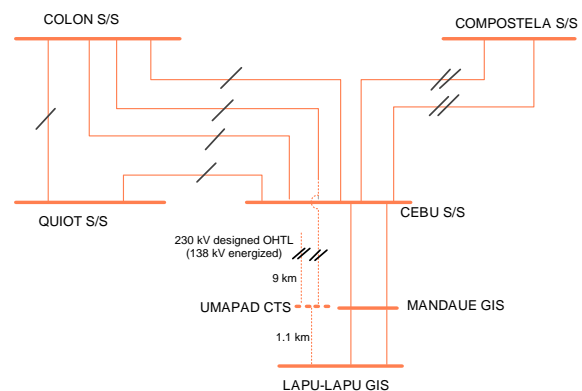 COLON S/S
COMPOSTELA S/S
QUIOT S/S
CEBU S/S
230 kV designed OHTL
(138 kV energized)
9 km
UMAPAD CTS
MANDAUE GIS
1.1 km
LAPU-LAPU GIS